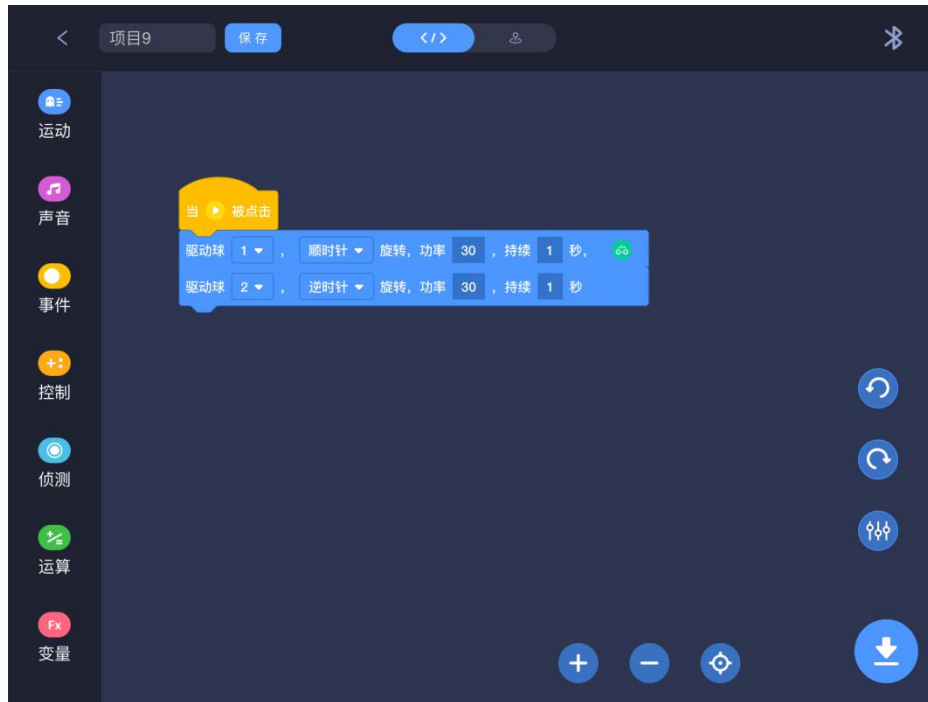 项目9 保存 </>
运动
声音
事件
控制
侦测
运算
Fx
变量
当 被点击
驱动球 1 , 顺时针 旋转, 功率 30 , 持续 1 秒,
驱动球 2 , 逆时针 旋转, 功率 30 , 持续 1 秒